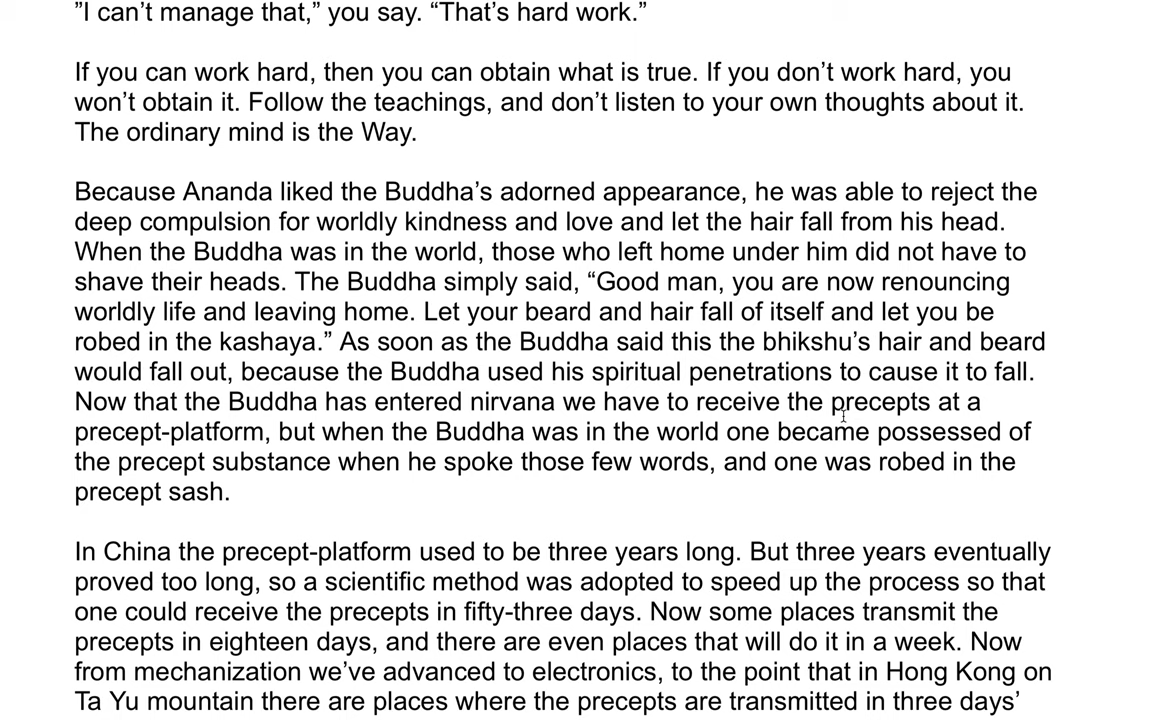 ”I can’t manage that,” you say. “That’s hard work.”
If you can work hard, then you can obtain what is true. If you don’t work hard, you
won’t obtain it. Follow the teachings, and don’t listen to your own thoughts about it.
The ordinary mind is the Way.
Because Ananda liked the Buddha’s adorned appearance, he was able to reject the
deep compulsion for worldly kindness and love and let the hair fall from his head.
When the Buddha was in the world, those who left home under him did not have to
shave their heads. The Buddha simply said, “Good man, you are now renouncing
worldly life and leaving home. Let your beard and hair fall of itself and let you be
robed in the kashaya.” As soon as the Buddha said this the bhikshu’s hair and beard
would fall out, because the Buddha used his spiritual penetrations to cause it to fall.
Now that the Buddha has entered nirvana we have to receive the precepts at a
precept-platform, but when the Buddha was in the world one became possessed of
the precept substance when he spoke those few words, and one was robed in the
precept sash.
In China the precept-platform used to be three years long. But three years eventually
proved too long, so a scientific method was adopted to speed up the process so that
one could receive the precepts in fifty-three days. Now some places transmit the
precepts in eighteen days, and there are even places that will do it in a week. Now
from mechanization we’ve advanced to electronics, to the point that in Hong Kong on
Ta Yu mountain there are places where the precepts are transmitted in three days’